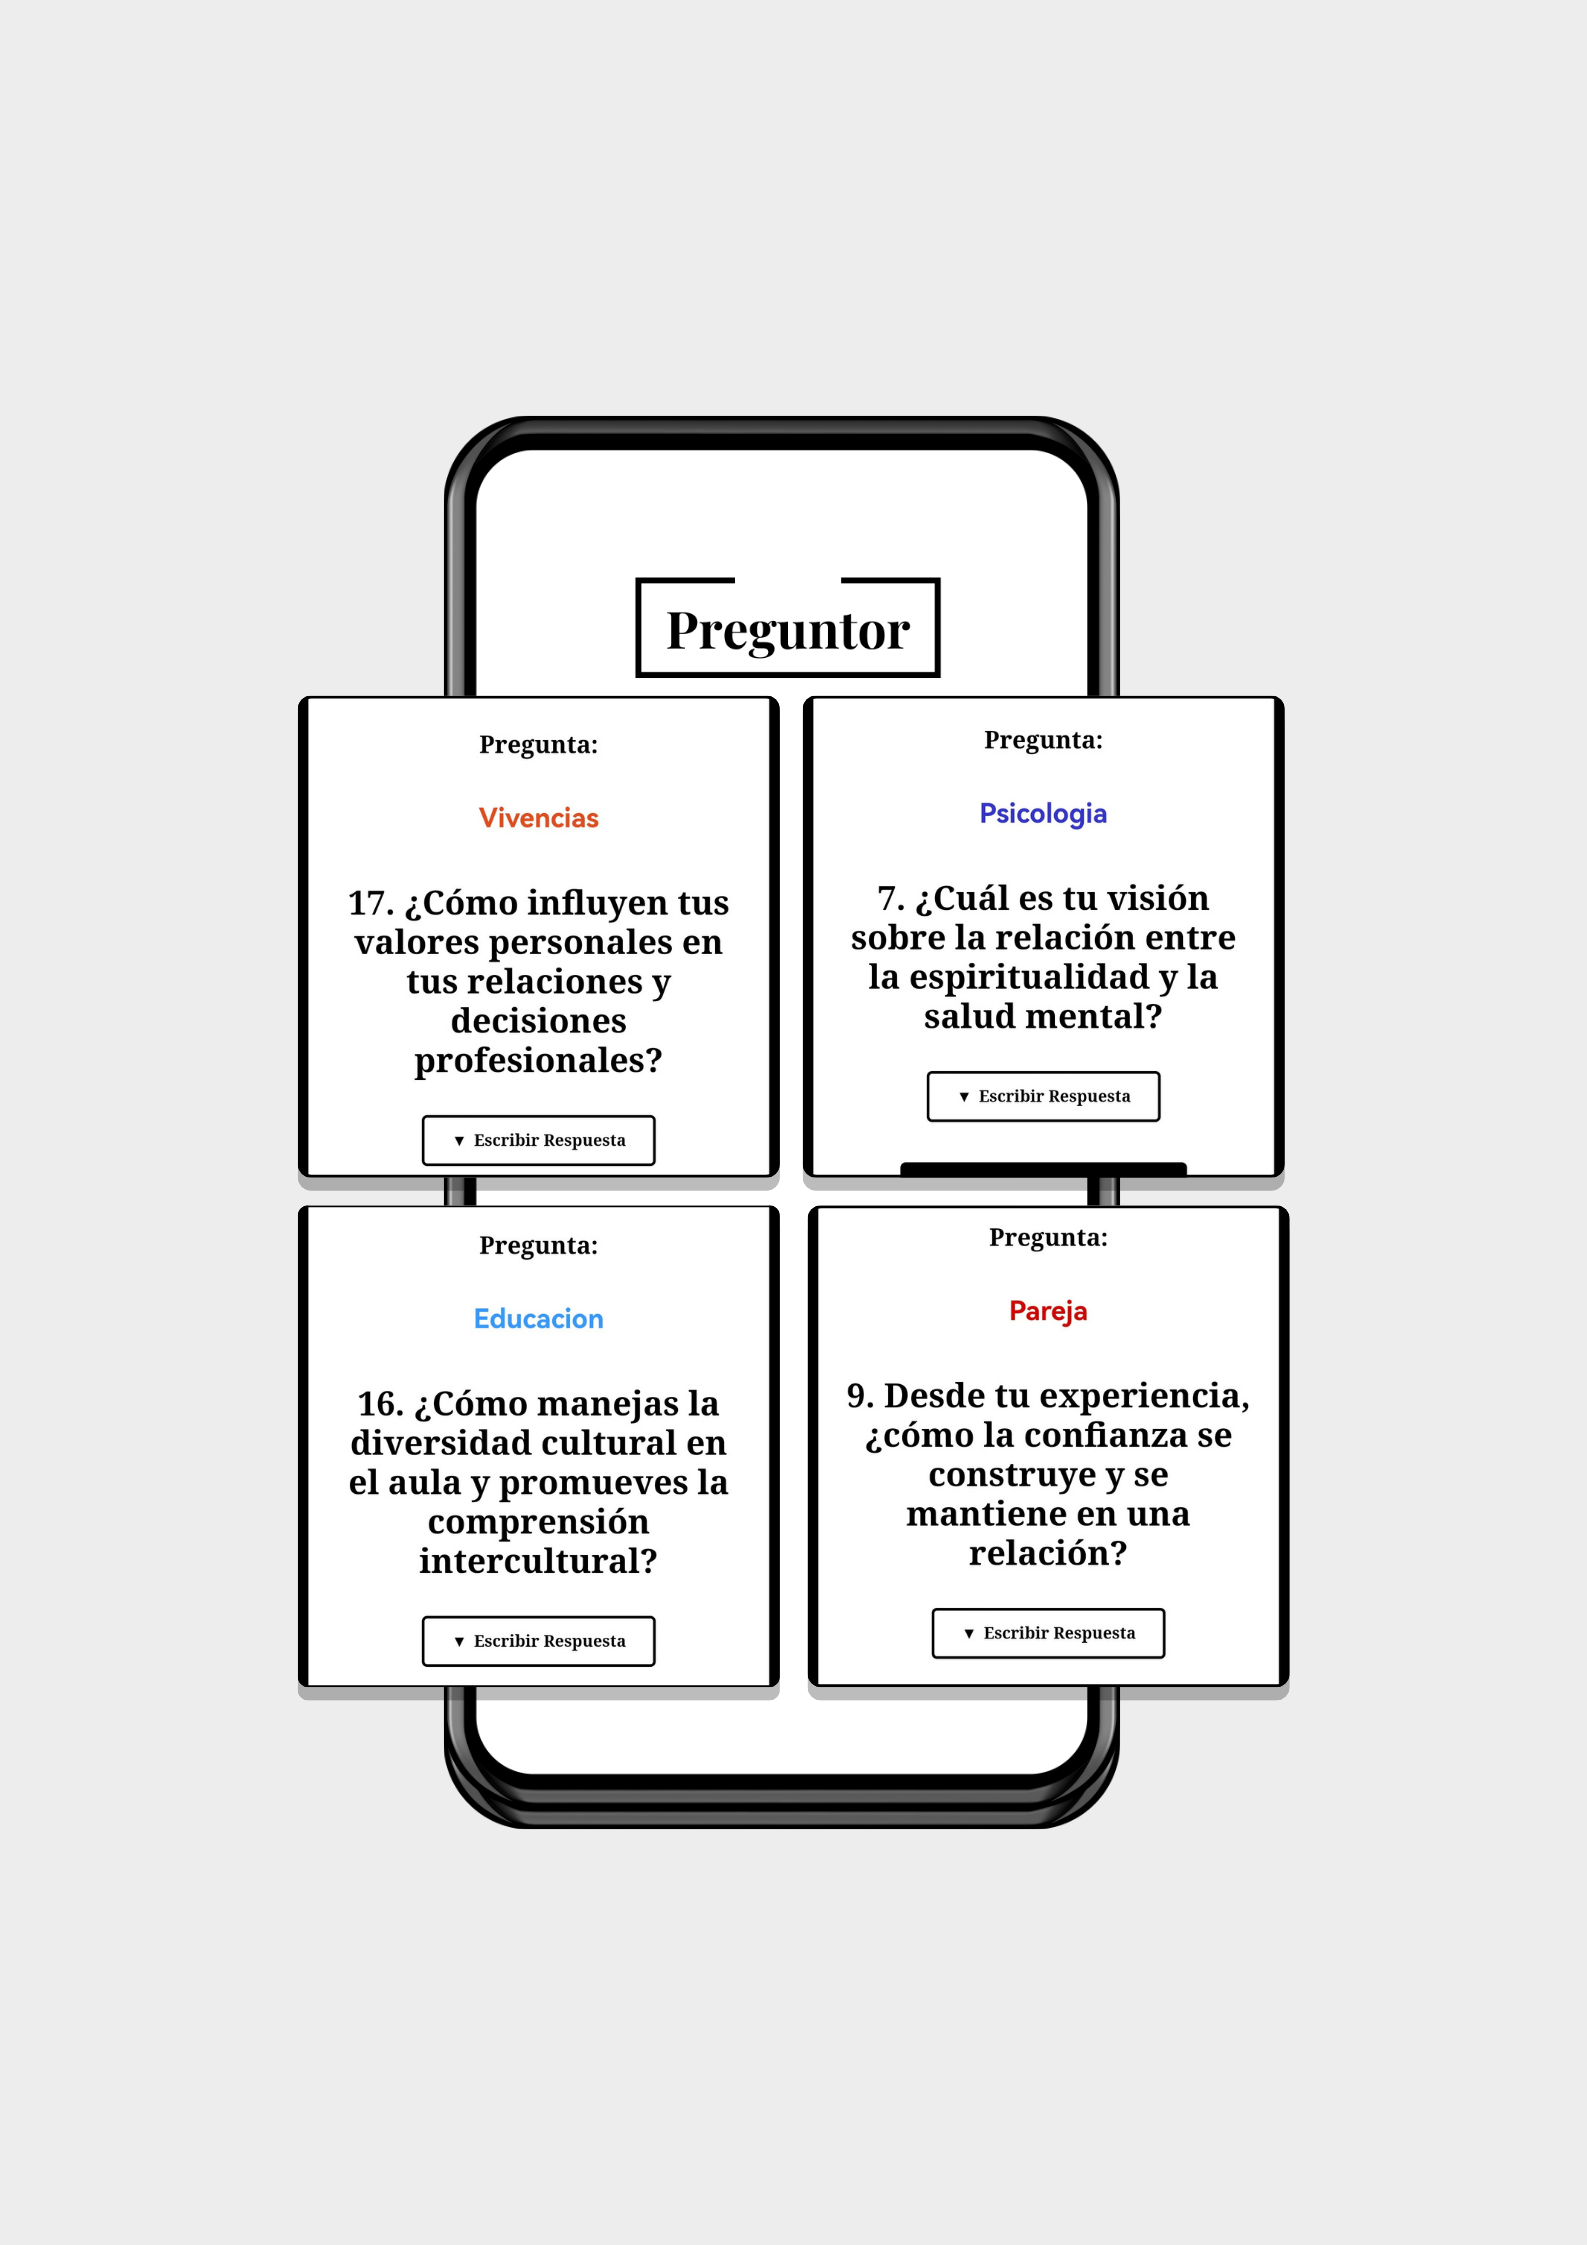 Preguntor
Pregunta:
Vivencias
17. ¿Cómo influyen tus
valores personales en
tus relaciones y
decisiones
profesionales?
▼ Escribir Respuesta
Pregunta:
Psicologia
7. ¿Cuál es tu visión
sobre la relación entre
la espiritualidad y la
salud mental?
▼ Escribir Respuesta
Pregunta:
Educacion
16. ¿Cómo manejas la
diversidad cultural en
el aula y promueves la
comprensión
intercultural?
▼ Escribir Respuesta
Pregunta:
Pareja
9. Desde tu experiencia,
¿cómo la confianza se
construye y se
mantiene en una
relación?
▼ Escribir Respuesta